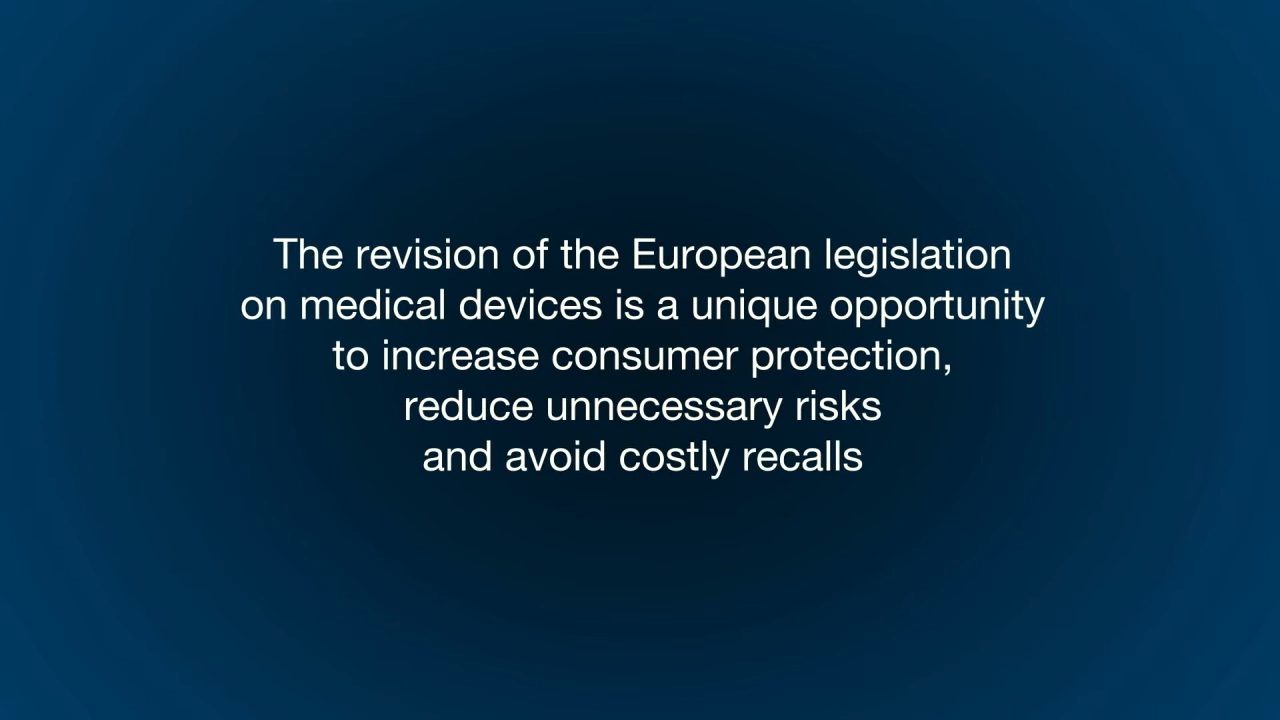 The revision of the European legislation
on medical devices is a unique opportunity
to increase consumer protection,
reduce unnecessary risks
and avoid costly recalls